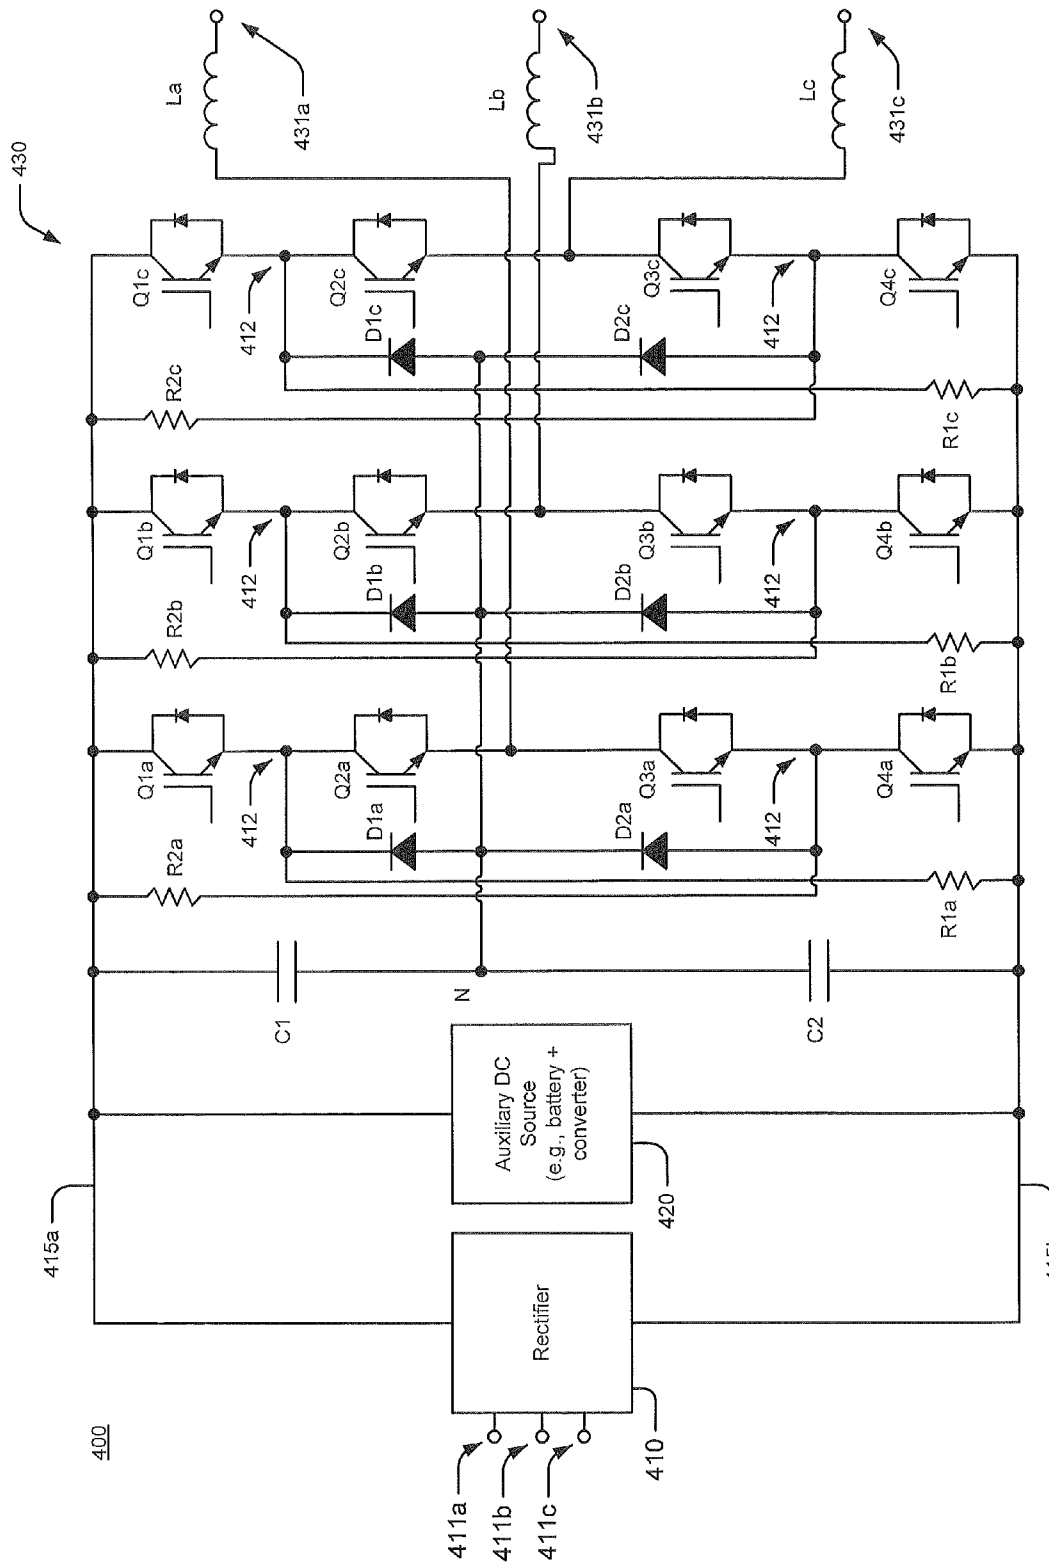 400
430
415a
411a
411b
411c
Rectifier
410
Auxiliary DC
Source
(e.g., battery +
converter)
420
C1
N
C2
R2a
Q1a
412
D1a
Q2a
D2a
Q3a
412
Q4a
R1a
R2b
Q1b
412
D1b
Q2b
D2b
Q3b
412
Q4b
R1b
R2c
Q1c
412
D1c
Q2c
D2c
Q3c
412
Q4c
R1c
La
431a
Lb
431b
Lc
431c